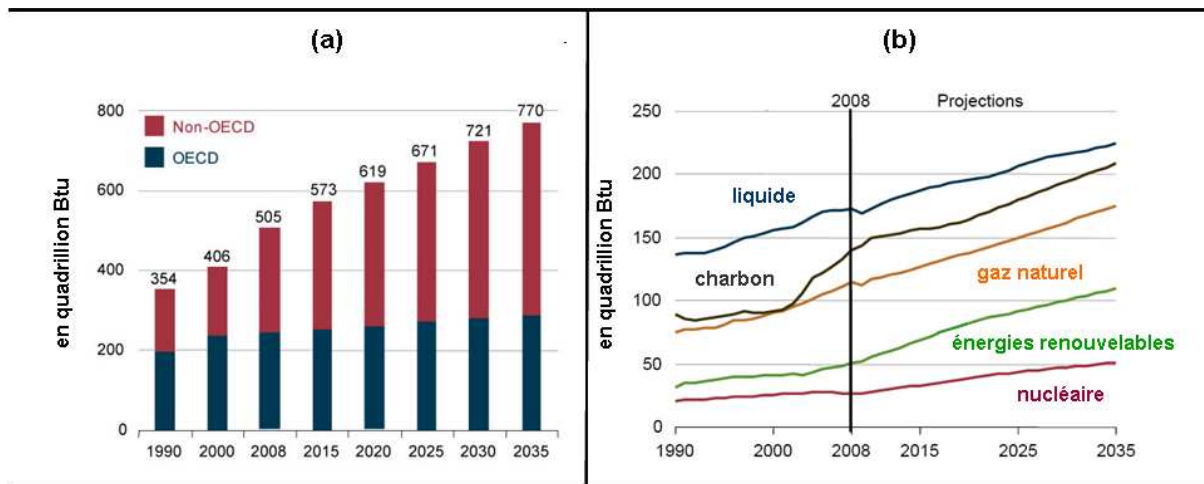 (a)
en quadrillion Btu
800
600
400
200
0
Non-OECD
OECD
354
406
505
573
619
671
721
770
1990 2000 2008 2015 2020 2025 2030 2035
(b)
en quadrillion Btu
2008 Projections
250
200
150
100
50
0
liquide
charbon
gaz naturel
énergies renouvelables
nucléaire
1990 2000 2008 2015 2025 2035